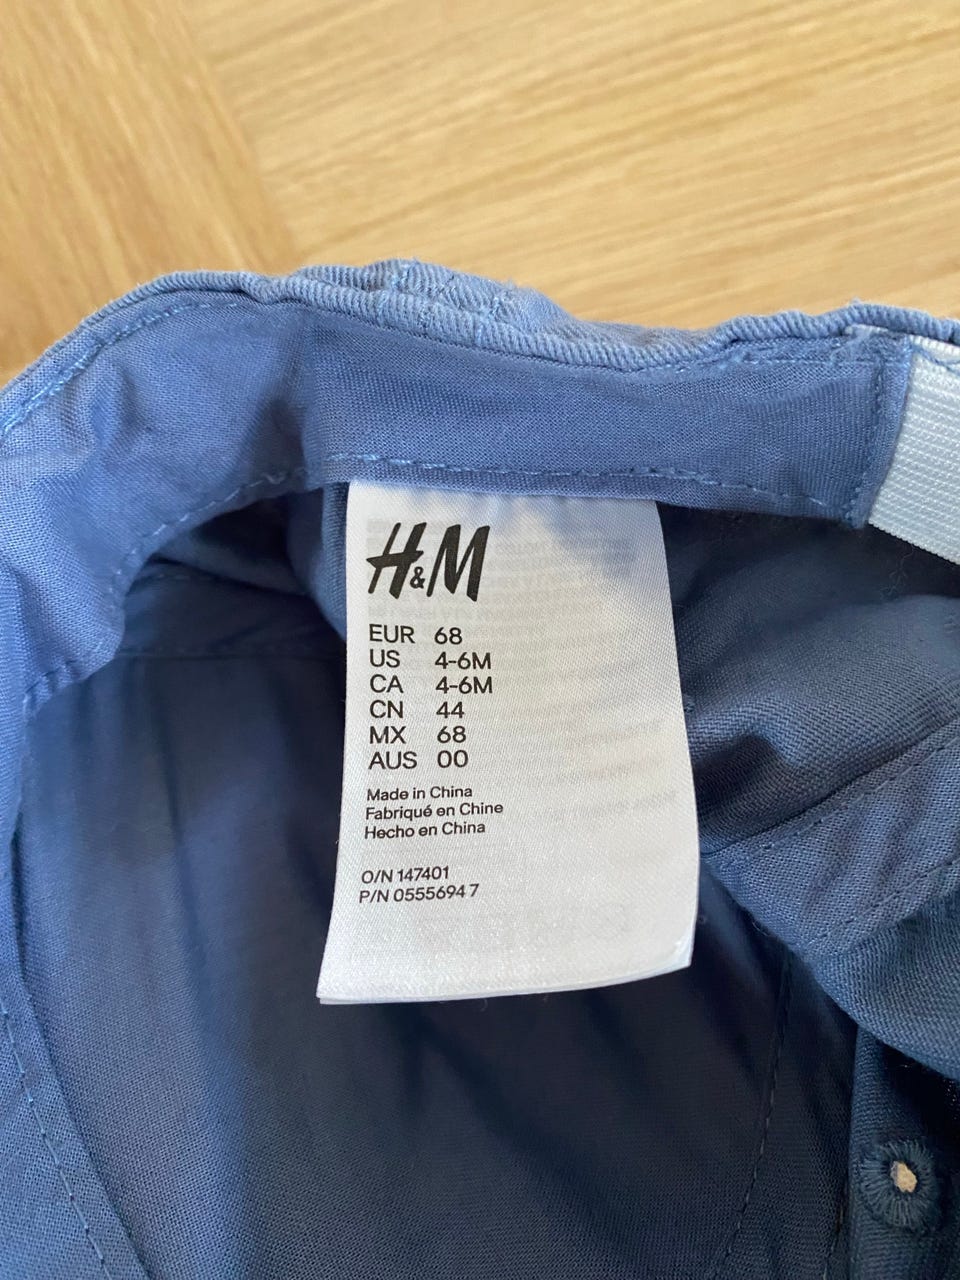 H&M
EUR 68
US 4-6M
CA 4-6M
CN 44
MX 68
AUS 00
Made in China
Fabriqué en Chine
Hecho en China
O/N 147401
P/N 0555694 7